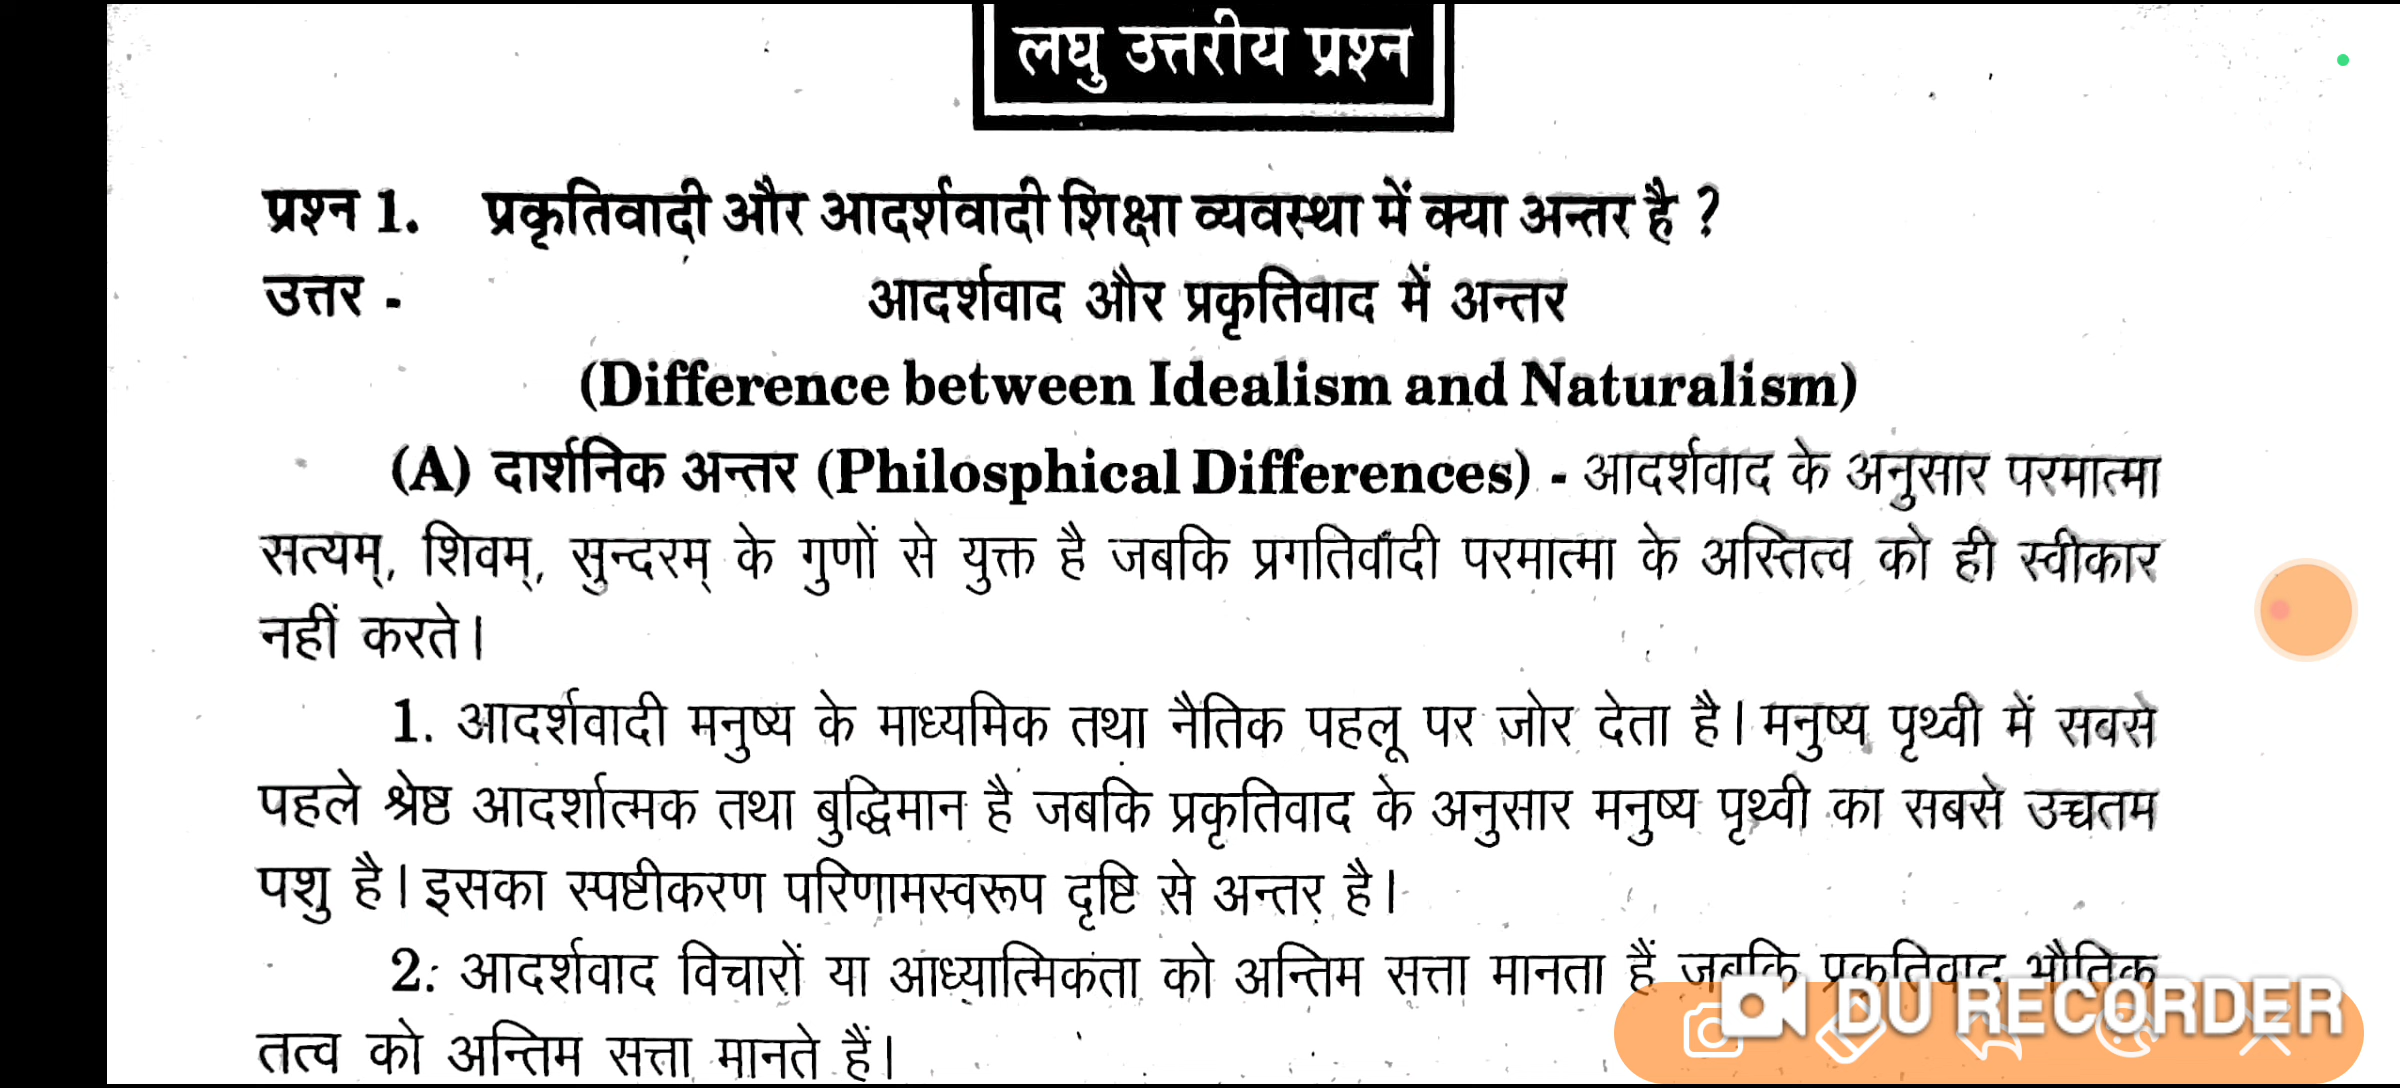 लघु उत्तरीय प्रश्न
प्रश्न 1. प्रकृतिवादी और आदर्शवादी शिक्षा व्यवस्था में क्या अन्तर है ?
उत्तर - आदर्शवाद और प्रकृतिवाद में अन्तर
(Difference between Idealism and Naturalism)
(A) दार्शनिक अन्तर (Philosphical Differences) - आदर्शवाद के अनुसार परमात्मा
सत्यम्, शिवम्, सुन्दरम् के गुणों से युक्त है जबकि प्रगतिवादी परमात्मा के अस्तित्व को ही स्वीकार
नहीं करते।
1. आदर्शवादी मनुष्य के माध्यमिक तथा नैतिक पहलू पर जोर देता है। मनुष्य पृथ्वी में सबसे
पहले श्रेष्ठ आदर्शात्मक तथा बुद्धिमान है जबकि प्रकृतिवाद के अनुसार मनुष्य पृथ्वी का सबसे उच्चतम
पशु है। इसका स्पष्टीकरण परिणामस्वरूप दृष्टि से अन्तर है।
2. आदर्शवाद विचारों या आध्यात्मिकता को अन्तिम सत्ता मानता हैं जबकि प्रकृतिवाद भौतिक
तत्व को अन्तिम सत्ता मानते हैं।
DU RECORDER